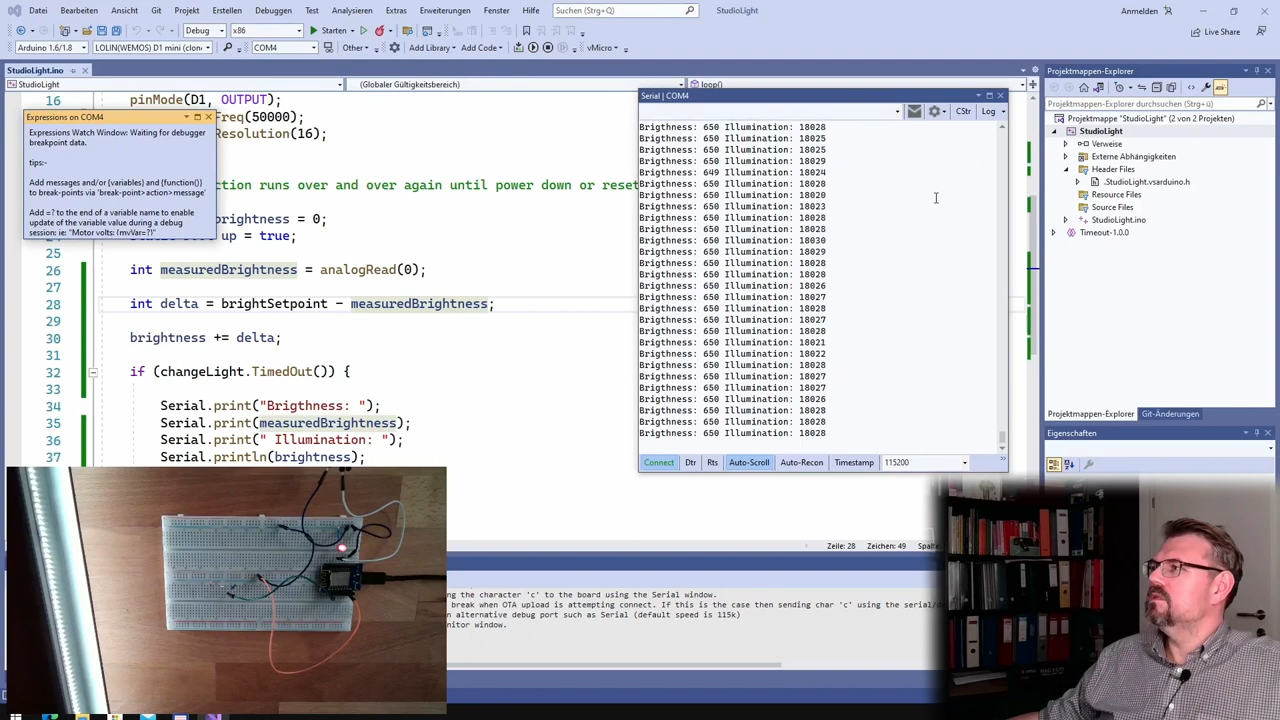 Datei Bearbeiten Ansicht Git Projekt Erstellen Debuggen Test Analysieren Extras Erweiterungen Fenster Hilfe Suchen (Strg+Q) StudioLight Anmelden
Debug x86 Starten Live Share
Arduino 1.6/1.8 LOLIN(WEMOS) D1 mini (clone COM4 Other Add Library Add Code vMicro
StudioLight.ino
StudioLight (Globaler Gültigkeitsbereich) loop()
16 pinMode(D1, OUTPUT);
Freq(50000);
Resolution(16);
ction runs over and over again until power down or reset
brightness = 0;
up = true;
25
26 int measuredBrightness = analogRead(0);
27
28 int delta = brightSetpoint - measuredBrightness;
29
30 brightness += delta;
31
32 if (changeLight.TimedOut()) {
33
34 Serial.print("Brigthness: ");
35 Serial.print(measuredBrightness);
36 Serial.print(" Illumination: ");
37 Serial.println(brightness);
Expressions on COM4
Expressions Watch Window: Waiting for debugger
breakpoint data.
tips:-
Add messages and/or {variables} and {function()}
to break-points via 'break-point>action>message'
Add =? to the end of a variable name to enable
update of the variable value during a debug
session: ie: "Motor volts: {mvVar=?}"
Serial | COM4
CStr Log
Brigthness: 650 Illumination: 18028
Brigthness: 650 Illumination: 18025
Brigthness: 650 Illumination: 18025
Brigthness: 650 Illumination: 18029
Brigthness: 649 Illumination: 18024
Brigthness: 650 Illumination: 18028
Brigthness: 650 Illumination: 18020
Brigthness: 650 Illumination: 18023
Brigthness: 650 Illumination: 18028
Brigthness: 650 Illumination: 18028
Brigthness: 650 Illumination: 18030
Brigthness: 650 Illumination: 18029
Brigthness: 650 Illumination: 18028
Brigthness: 650 Illumination: 18028
Brigthness: 650 Illumination: 18026
Brigthness: 650 Illumination: 18027
Brigthness: 650 Illumination: 18028
Brigthness: 650 Illumination: 18027
Brigthness: 650 Illumination: 18028
Brigthness: 650 Illumination: 18021
Brigthness: 650 Illumination: 18022
Brigthness: 650 Illumination: 18028
Brigthness: 650 Illumination: 18027
Brigthness: 650 Illumination: 18027
Brigthness: 650 Illumination: 18026
Brigthness: 650 Illumination: 18028
Brigthness: 650 Illumination: 18028
Brigthness: 650 Illumination: 18028
Connect Dtr Rts Auto-Scroll Auto-Recon Timestamp 115200
Projektmappen-Explorer
Projektmappen-Explorer durchsuchen (Strg+ü)
Projektmappe "StudioLight" (2 von 2 Projekten)
StudioLight
Verweise
Externe Abhängigkeiten
Header Files
.StudioLight.vsarduino.h
Resource Files
Source Files
StudioLight.ino
Timeout-1.0.0
Projektmappen-Explorer Git-Änderungen
Eigenschaften
Zeile: 28 Zeichen: 49
ng the character 'c' to the board using the Serial window.
break when OTA upload is attempting connect. If this is the case then sending char 'c' using the
n alternative debug port such as Serial (default speed is 115k)
nitor window.